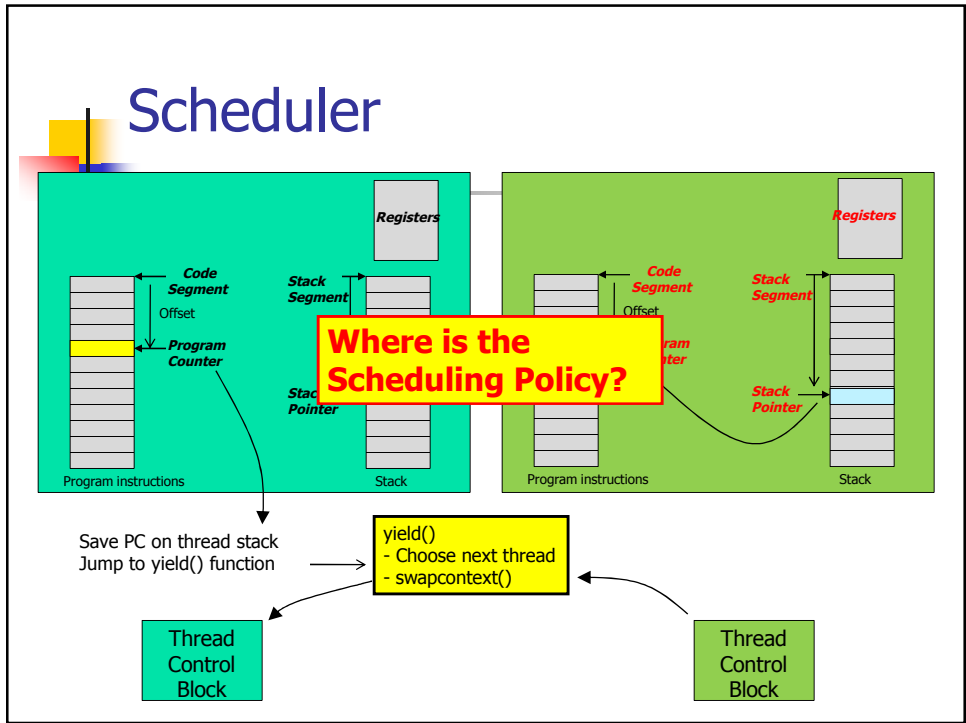 Scheduler
Registers
Code
Segment
Offset
Program
Counter
Stack
Segment
Stack
Pointer
Program instructions
Stack
Registers
Code
Segment
Offset
Stack
Segment
Stack
Pointer
Program instructions
Stack
Where is the
Scheduling Policy?
Save PC on thread stack
Jump to yield() function
yield()
- Choose next thread
- swapcontext()
Thread
Control
Block
Thread
Control
Block